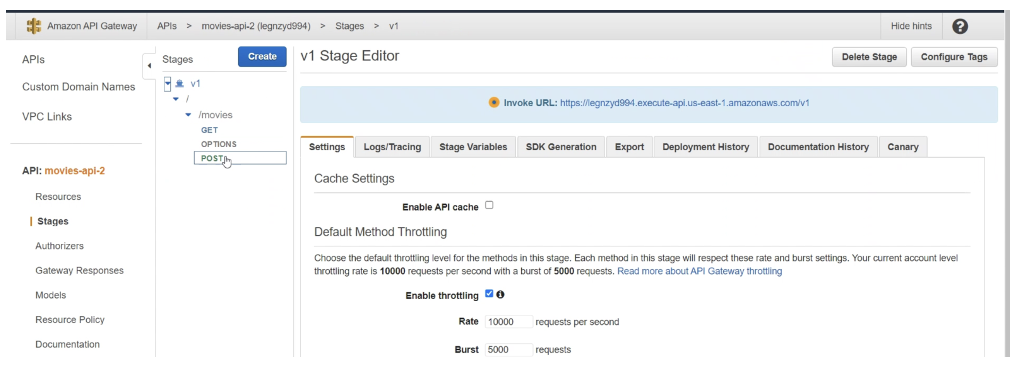 Amazon API Gateway
APIs > movies-api-2 (legnzyd994) > Stages > v1
Hide hints
?
APIs
Custom Domain Names
VPC Links
API: movies-api-2
Resources
Stages
Authorizers
Gateway Responses
Models
Resource Policy
Documentation
Stages
Create
v1
/
/movies
GET
OPTIONS
POST
v1 Stage Editor
Delete Stage
Configure Tags
Invoke URL: https://legnzyd994.execute-api.us-east-1.amazonaws.com/v1
Settings
Logs/Tracing
Stage Variables
SDK Generation
Export
Deployment History
Documentation History
Canary
Cache Settings
Enable API cache
Default Method Throttling
Choose the default throttling level for the methods in this stage. Each method in this stage will respect these rate and burst settings. Your current account level
throttling rate is 10000 requests per second with a burst of 5000 requests. Read more about API Gateway throttling
Enable throttling
Rate 10000 requests per second
Burst 5000 requests